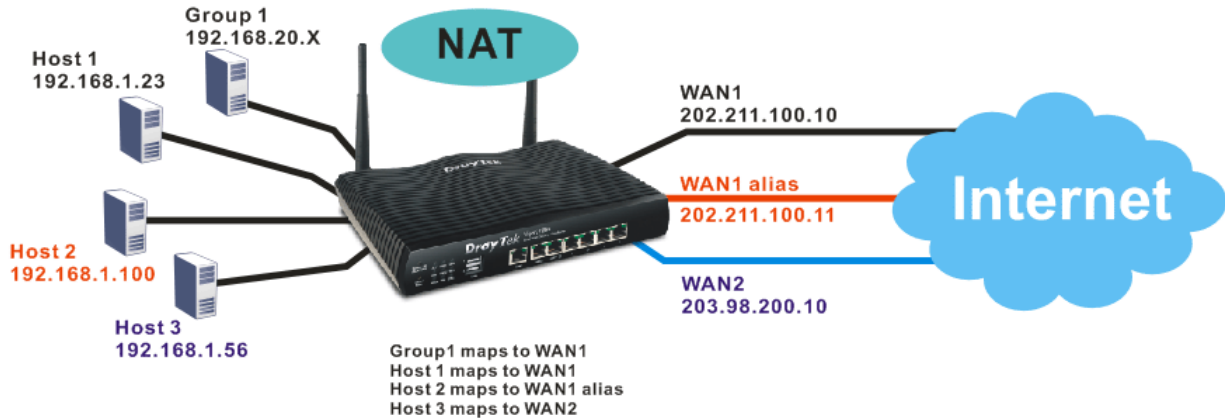 Group 1
192.168.20.X
NAT
Host 1
192.168.1.23
WAN1
202.211.100.10
DrayTek
WAN1 alias
202.211.100.11
Internet
Host 2
192.168.1.100
DrayTek
WAN2
203.98.200.10
Host 3
192.168.1.56
Group1 maps to WAN1
Host 1 maps to WAN1
Host 2 maps to WAN1 alias
Host 3 maps to WAN2